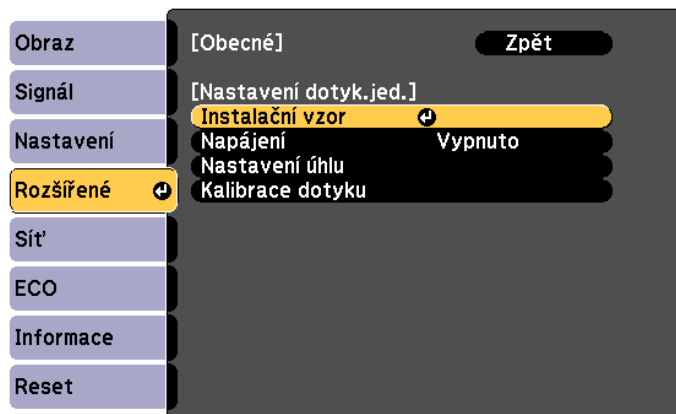 Obraz
Signál
Nastavení
Rozšířené
Síť
ECO
Informace
Reset
[Obecné] Zpět
[Nastavení dotyk.jed.]
Instalační vzor
Napájení Vypnuto
Nastavení úhlu
Kalibrace dotyku